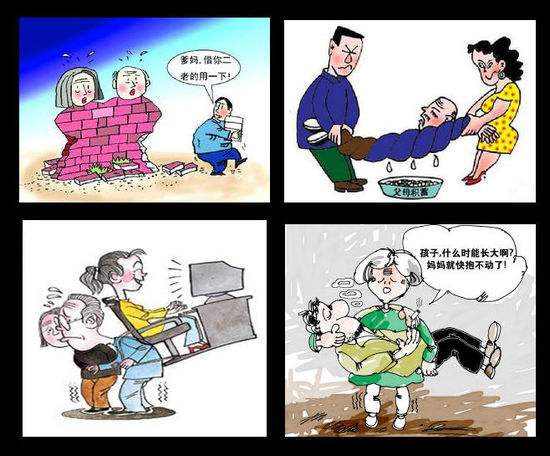 爹妈,借你二
老的用一下!
父母积蓄
孩子,什么时能长大啊?
妈妈就快抱不动了!